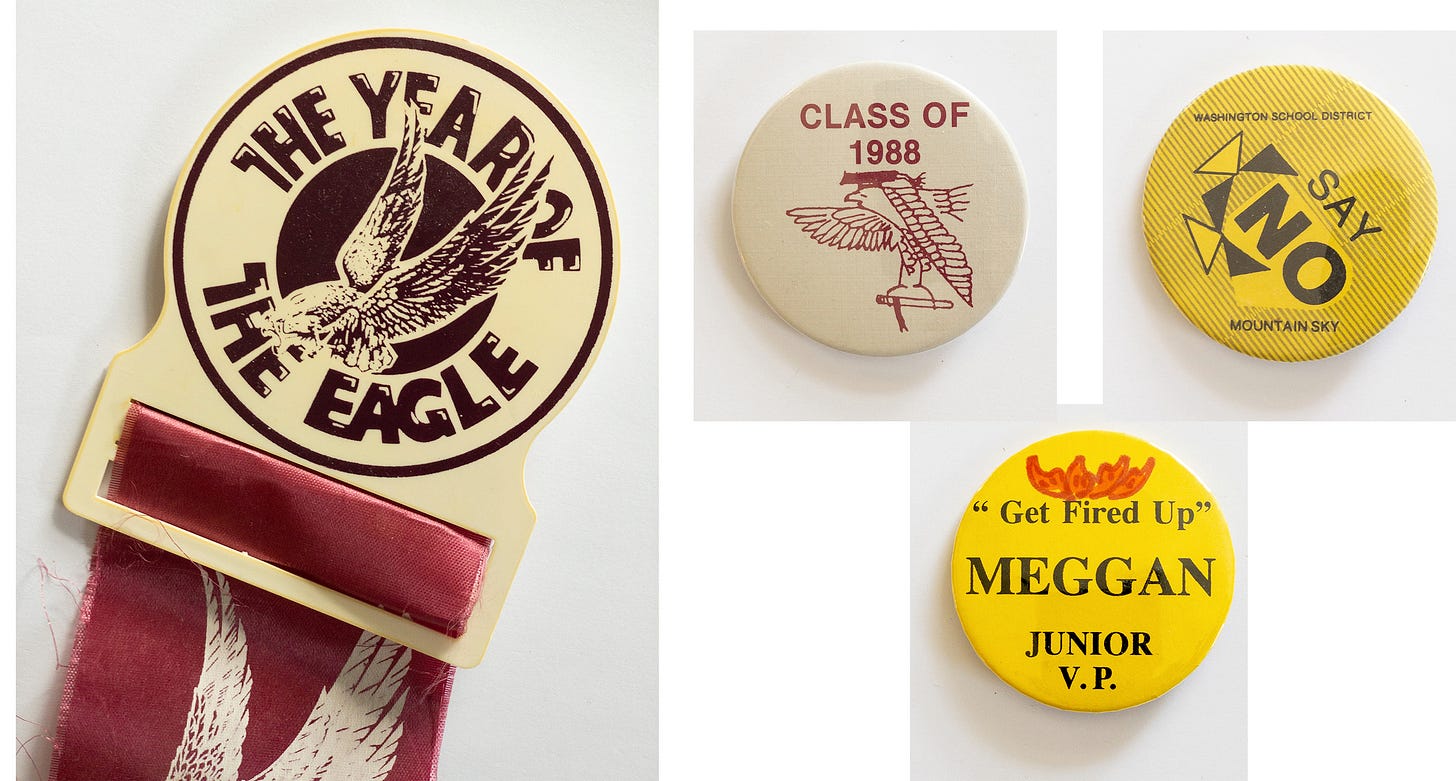 THE YEAR OF
THE EAGLE
CLASS OF
1988
WASHINGTON SCHOOL DISTRICT
SAY
NO
MOUNTAIN SKY
“ Get Fired Up”
MEGGAN
JUNIOR
V.P.